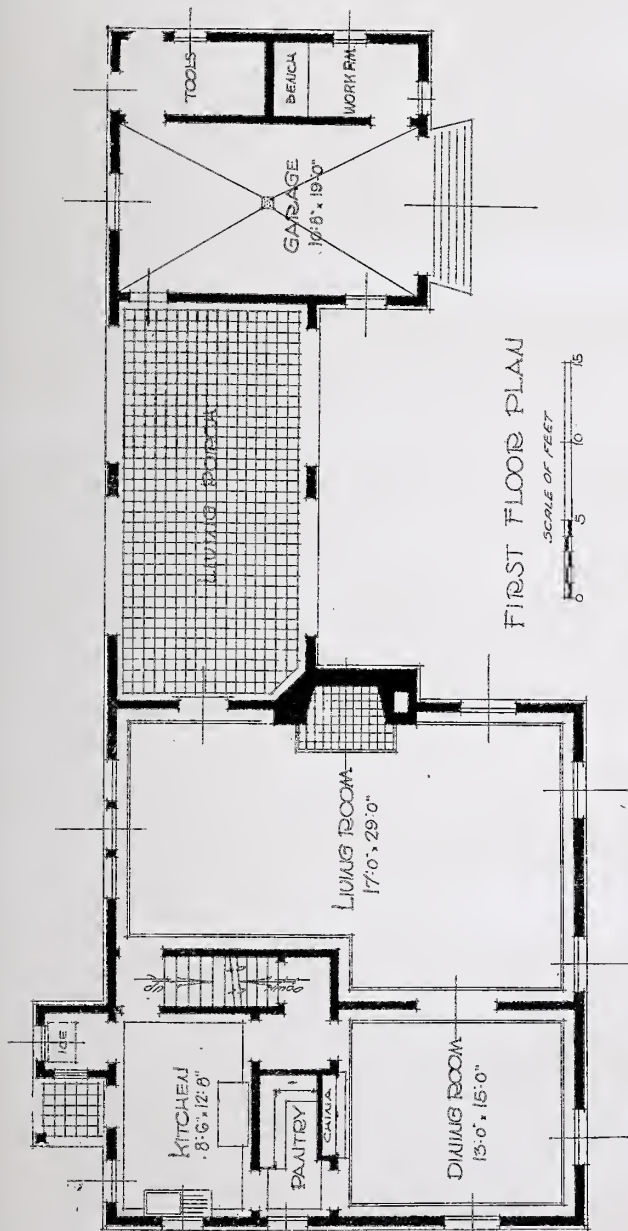 TOOLS
BENCH
WORK RM.
GARAGE
10'-8" x 19'-0"
LIVING PORCH
FIRST FLOOR PLAN
SCALE OF FEET
0 5 10 15
LIVING ROOM
17'-0" x 29'-0"
UP
DOWN
ICE
KITCHEN
8'-6" x 12'-8"
PANTRY
CHINA
DINING ROOM
13'-0" x 15'-0"